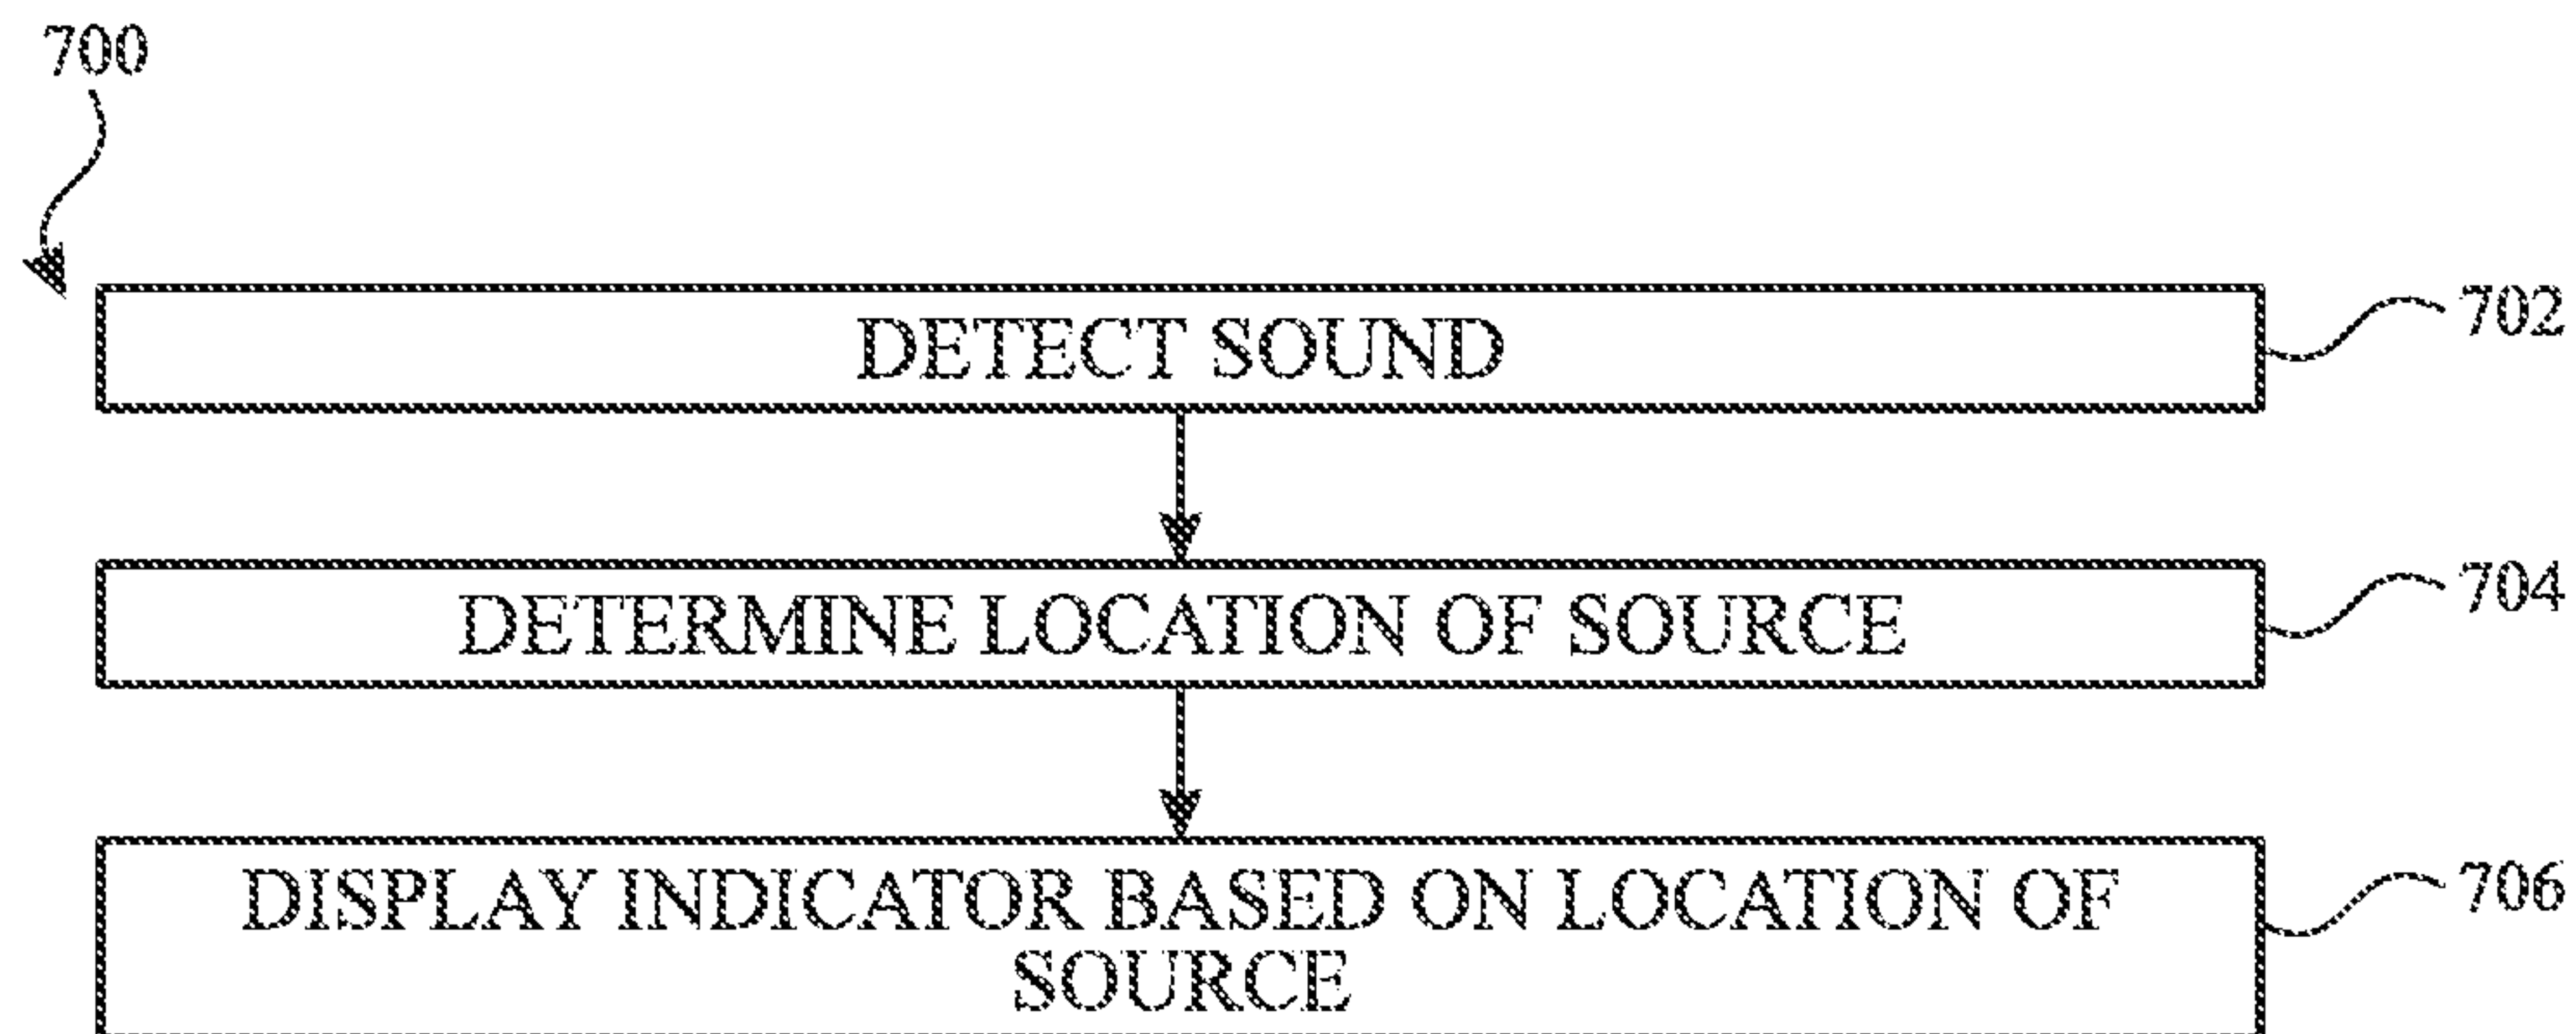 700
DETECT SOUND
702
DETERMINE LOCATION OF SOURCE
704
DISPLAY INDICATOR BASED ON LOCATION OF
SOURCE
706